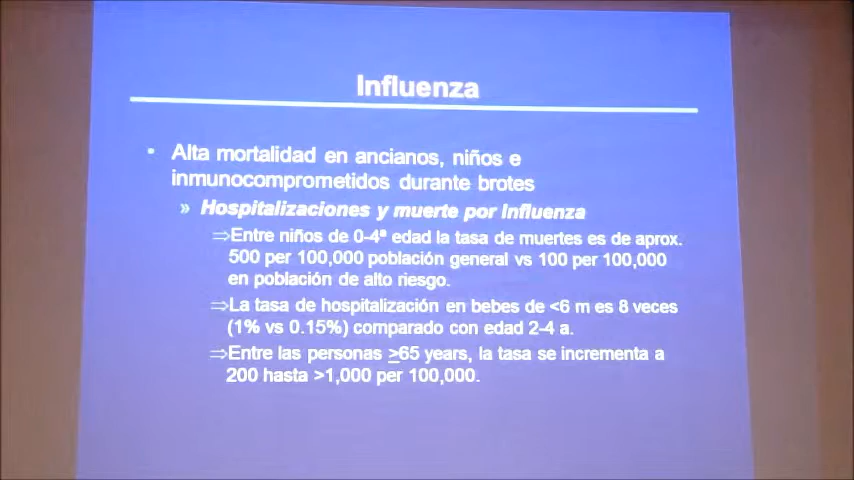 Influenza
• Alta mortalidad en ancianos, niños e
inmunocomprometidos durante brotes
» Hospitalizaciones y muerte por Influenza
⇒Entre niños de 0-4ª edad la tasa de muertes es de aprox.
500 per 100,000 población general vs 100 per 100,000
en población de alto riesgo.
⇒La tasa de hospitalización en bebes de <6 m es 8 veces
(1% vs 0.15%) comparado con edad 2-4 a.
⇒Entre las personas >65 years, la tasa se incrementa a
200 hasta >1,000 per 100,000.